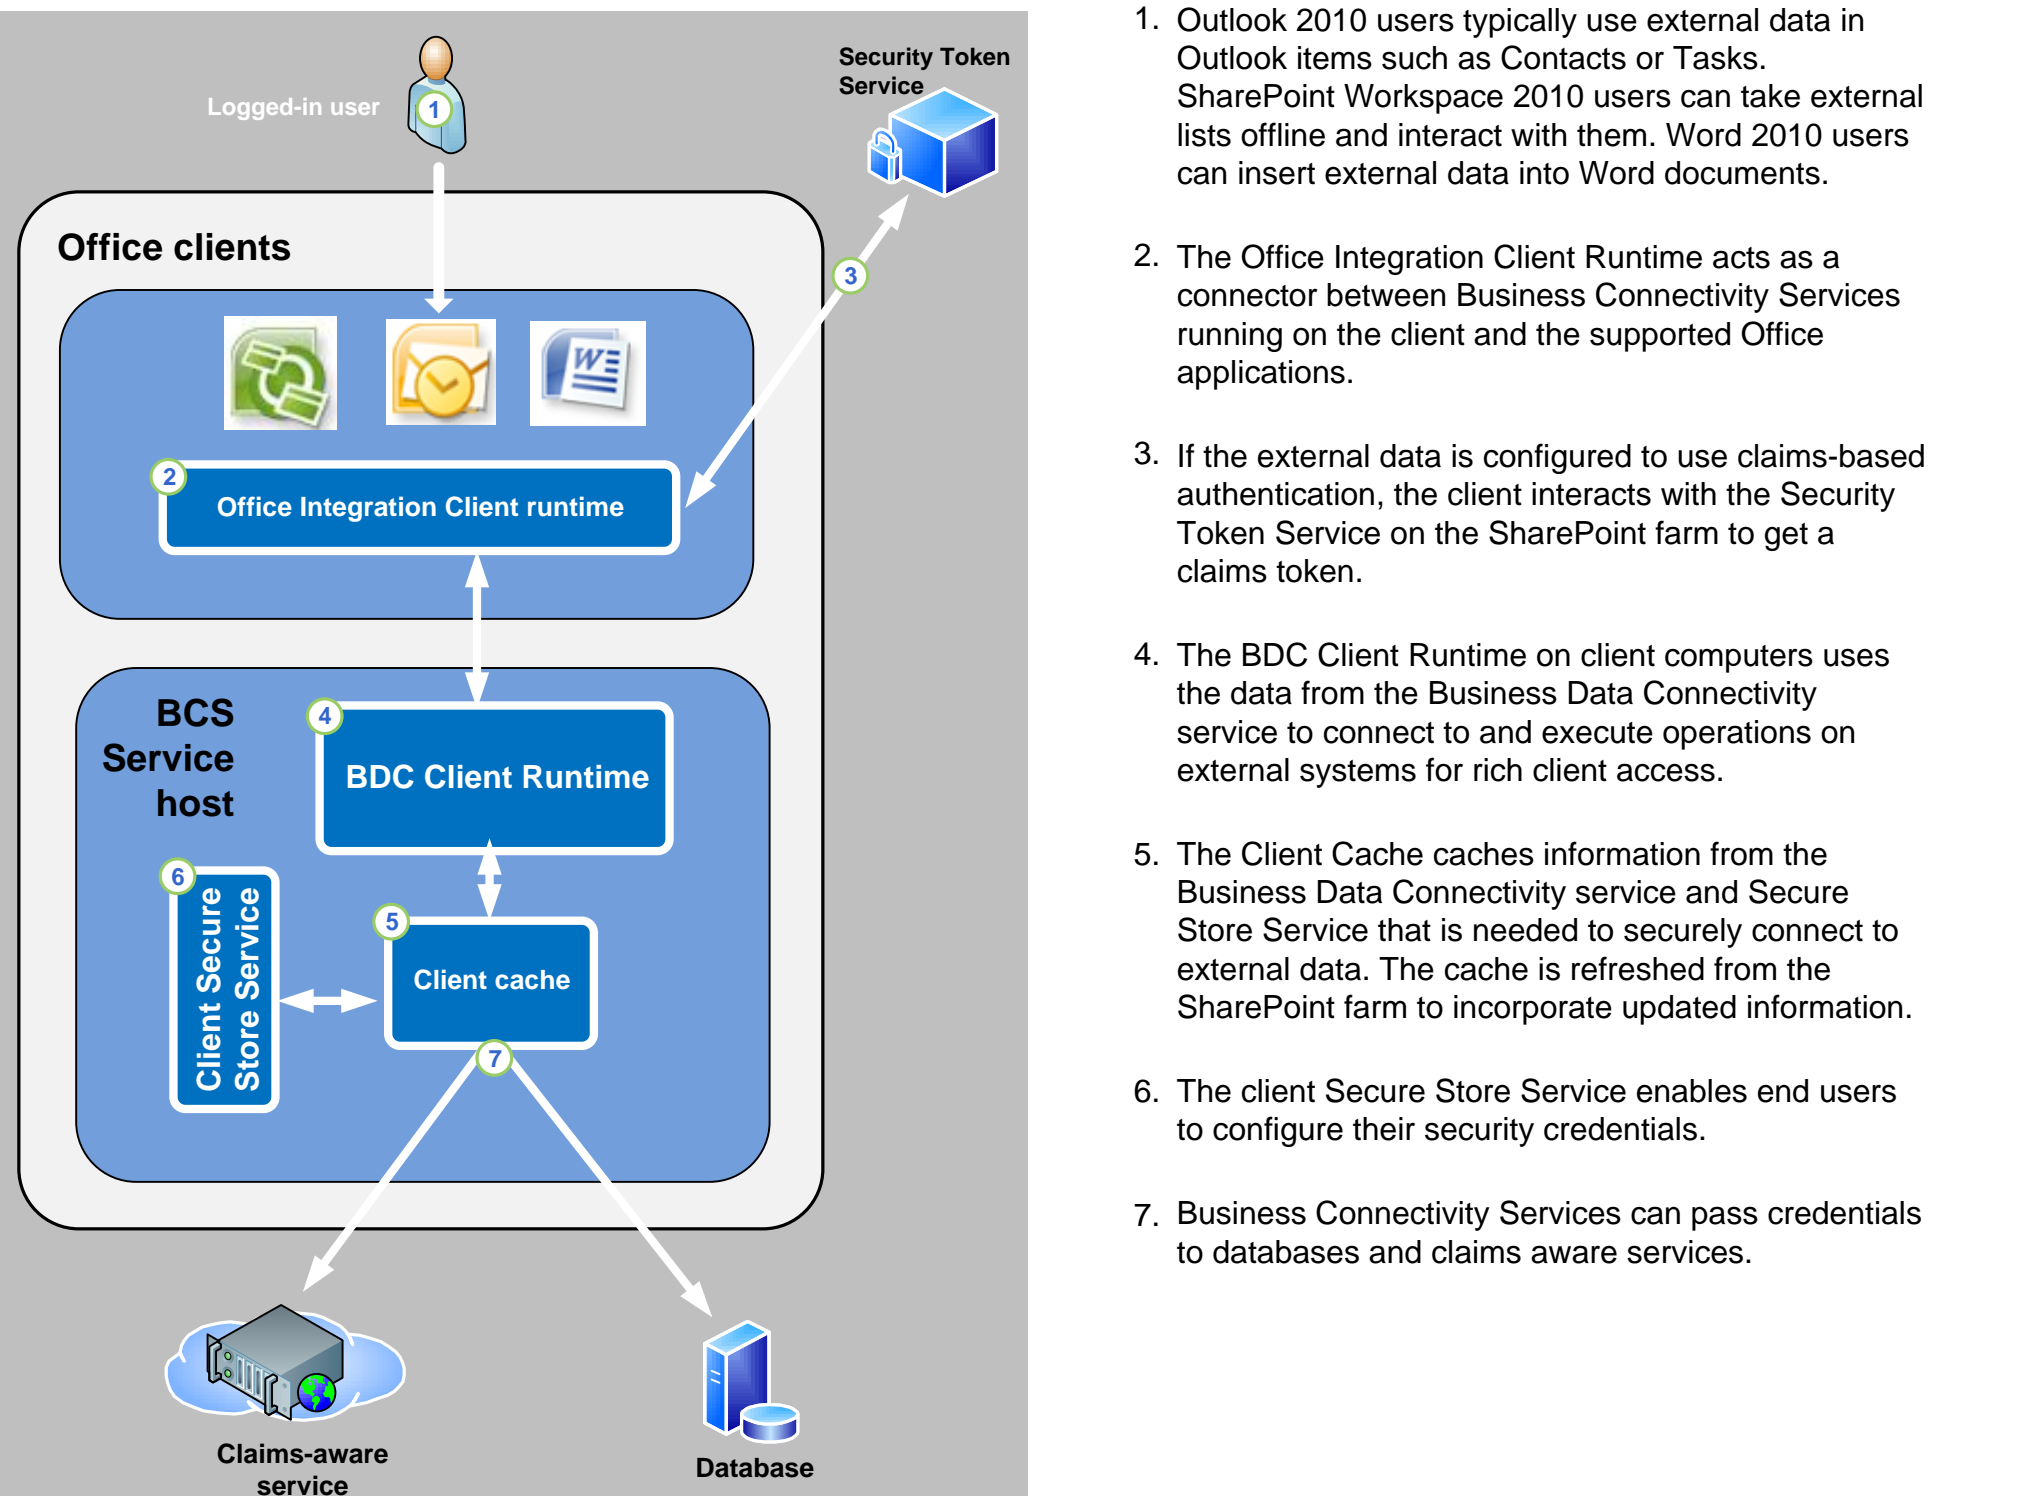 Security Token
Service
Logged-in user
1
3
Office clients
W
2
Office Integration Client runtime
BCS
Service
host
4
BDC Client Runtime
6
Client Secure
Store Service
5
Client cache
7
Claims-aware
service
Database
1. Outlook 2010 users typically use external data in
Outlook items such as Contacts or Tasks.
SharePoint Workspace 2010 users can take external
lists offline and interact with them. Word 2010 users
can insert external data into Word documents.
2. The Office Integration Client Runtime acts as a
connector between Business Connectivity Services
running on the client and the supported Office
applications.
3. If the external data is configured to use claims-based
authentication, the client interacts with the Security
Token Service on the SharePoint farm to get a
claims token.
4. The BDC Client Runtime on client computers uses
the data from the Business Data Connectivity
service to connect to and execute operations on
external systems for rich client access.
5. The Client Cache caches information from the
Business Data Connectivity service and Secure
Store Service that is needed to securely connect to
external data. The cache is refreshed from the
SharePoint farm to incorporate updated information.
6. The client Secure Store Service enables end users
to configure their security credentials.
7. Business Connectivity Services can pass credentials
to databases and claims aware services.